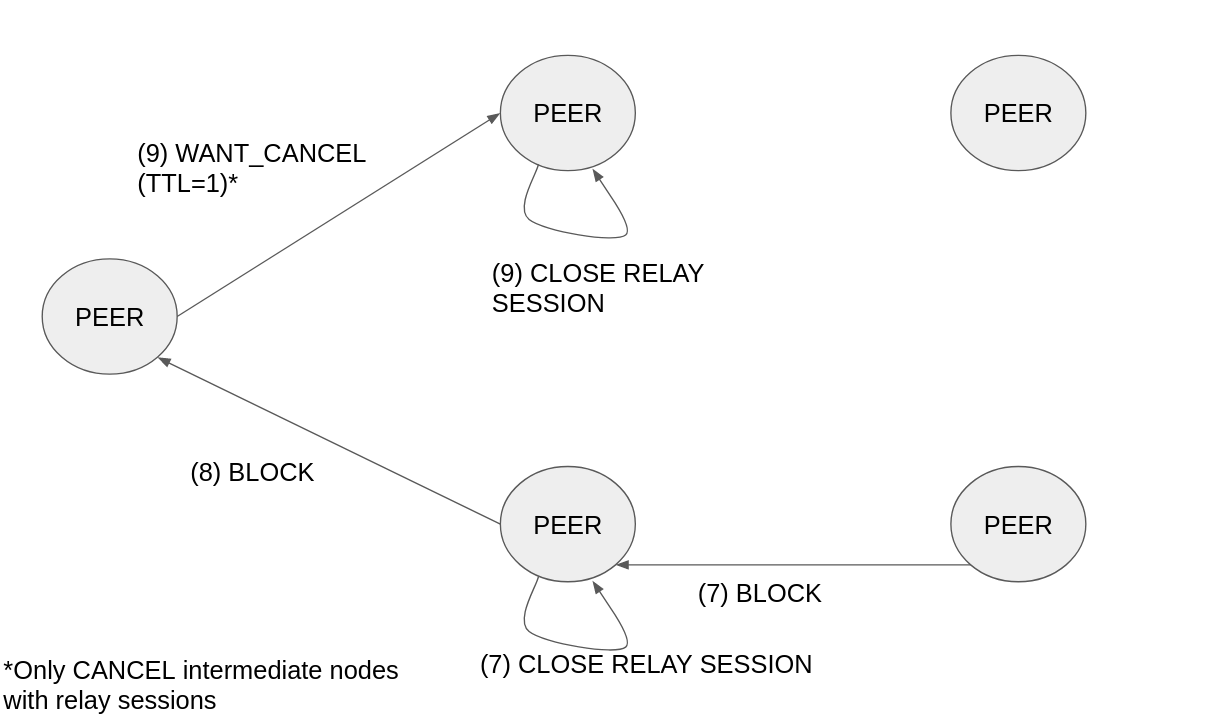 PEER
PEER
(9) WANT_CANCEL
(TTL=1)*
(9) CLOSE RELAY
SESSION
PEER
(8) BLOCK
PEER
PEER
(7) BLOCK
(7) CLOSE RELAY SESSION
*Only CANCEL intermediate nodes
with relay sessions